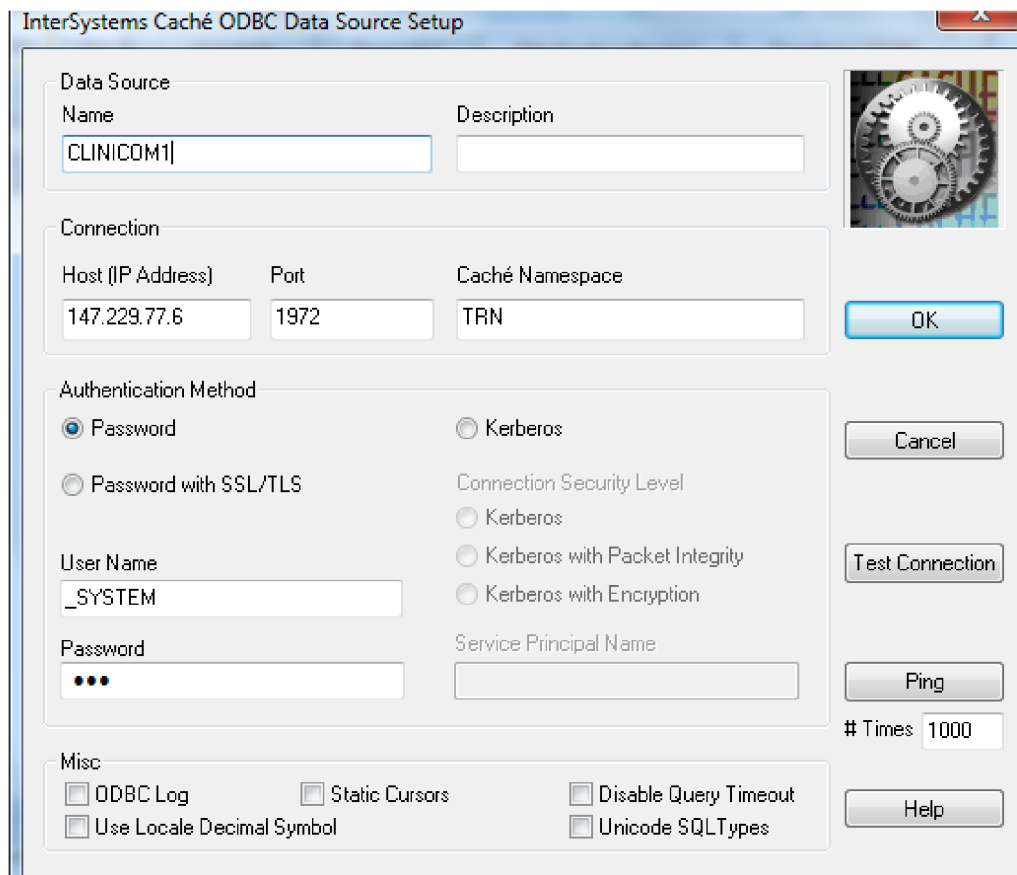 InterSystems Caché ODBC Data Source Setup
Data Source
Name
Description
CLINICOM1
Connection
Host (IP Address)
Port
Caché Namespace
147.229.77.6
1972
TRN
OK
Authentication Method
Password
Kerberos
Cancel
Password with SSL/TLS
Connection Security Level
Kerberos
User Name
Kerberos with Packet Integrity
Test Connection
_SYSTEM
Kerberos with Encryption
Password
Service Principal Name
•••
Ping
# Times 1000
Misc
ODBC Log
Static Cursors
Disable Query Timeout
Help
Use Locale Decimal Symbol
Unicode SQLTypes